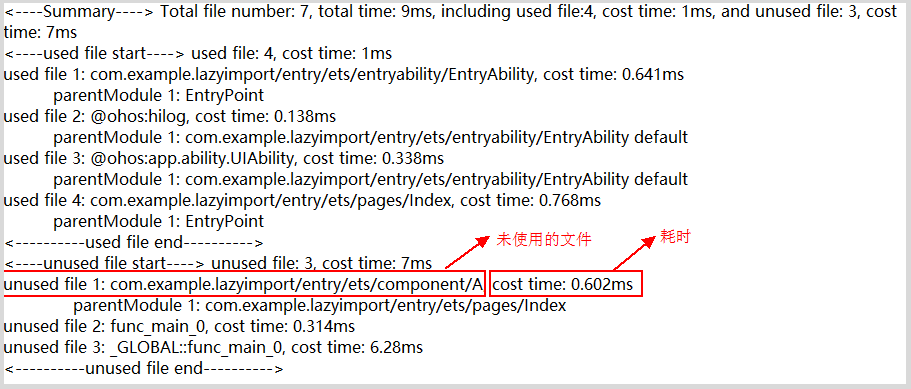 <----Summary----> Total file number: 7, total time: 9ms, including used file:4, cost time: 1ms, and unused file: 3, cost
time: 7ms
<----used file start----> used file: 4, cost time: 1ms
used file 1: com.example.lazyimport/entry/ets/entryability/EntryAbility, cost time: 0.641ms
parentModule 1: EntryPoint
used file 2: @ohos:hilog, cost time: 0.138ms
parentModule 1: com.example.lazyimport/entry/ets/entryability/EntryAbility default
used file 3: @ohos:app.ability.UIAbility, cost time: 0.338ms
parentModule 1: com.example.lazyimport/entry/ets/entryability/EntryAbility default
used file 4: com.example.lazyimport/entry/ets/pages/Index, cost time: 0.768ms
parentModule 1: EntryPoint
<----------used file end---------->
未使用的文件
耗时
<----unused file start----> unused file: 3, cost time: 7ms
unused file 1: com.example.lazyimport/entry/ets/component/A, cost time: 0.602ms
parentModule 1: com.example.lazyimport/entry/ets/pages/Index
unused file 2: func_main_0, cost time: 0.314ms
unused file 3: _GLOBAL::func_main_0, cost time: 6.28ms
<----------unused file end---------->